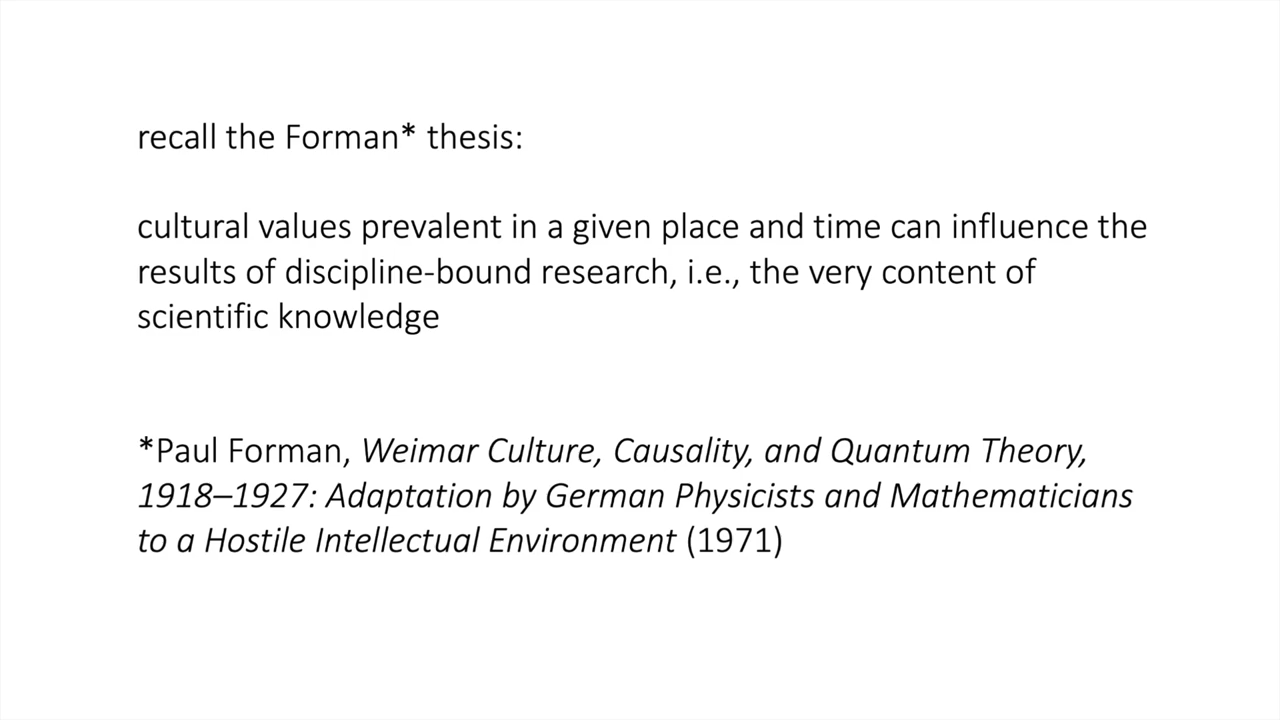 recall the Forman* thesis:
cultural values prevalent in a given place and time can influence the
results of discipline-bound research, i.e., the very content of
scientific knowledge
*Paul Forman, Weimar Culture, Causality, and Quantum Theory,
1918–1927: Adaptation by German Physicists and Mathematicians
to a Hostile Intellectual Environment (1971)